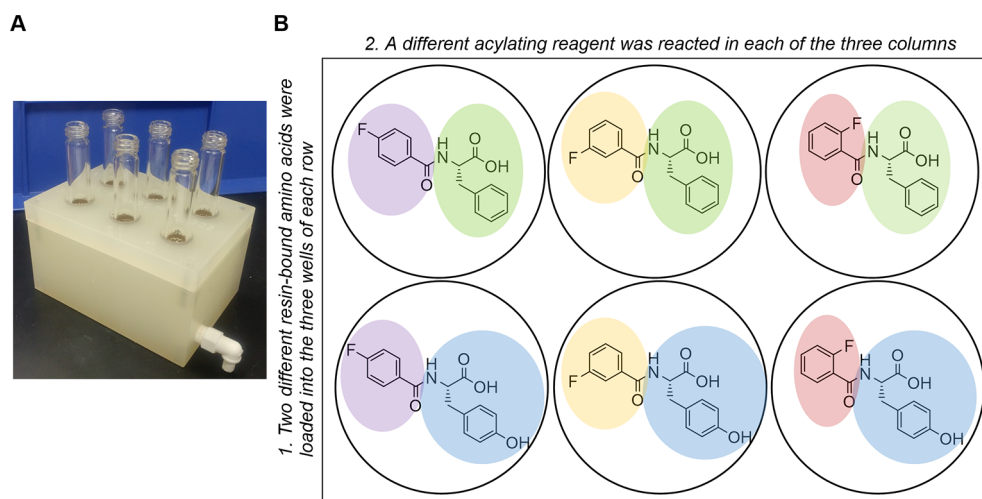 A
B
2. A different acylating reagent was reacted in each of the three columns
1. Two different resin-bound amino acids were
loaded into the three wells of each row
F
H
N
O
O
OH
F
H
N
O
O
OH
F
H
N
O
O
OH
F
H
N
O
O
OH
OH
F
H
N
O
O
OH
OH
F
H
N
O
O
OH
OH